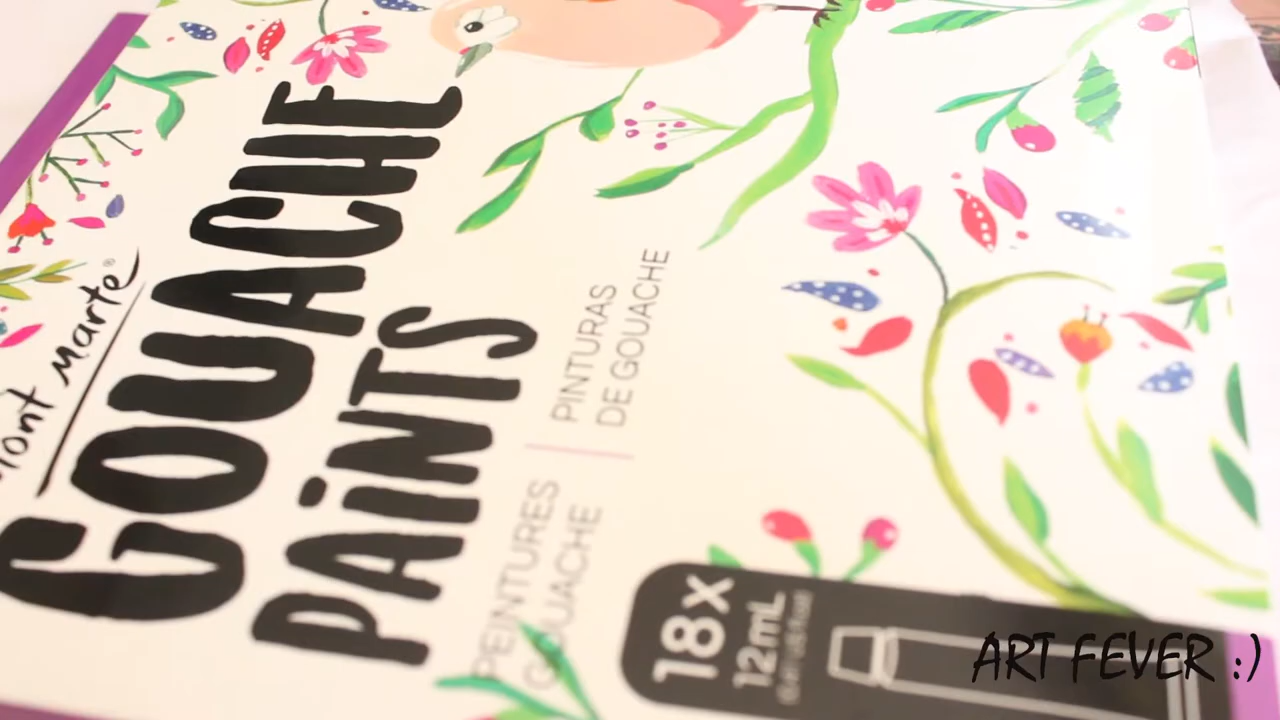 Mont Marte®
GOUACHE
PAiNTS
PEINTURES
GOUACHE
PINTURAS
DE GOUACHE
18X
12mL
ART FEVER :)